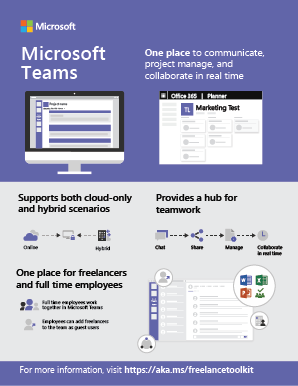 Microsoft
Microsoft
Teams
One place to communicate,
project manage, and
collaborate in real time
Project name
Office 365 | Planner
TL
Marketing Test
Supports both cloud-only
and hybrid scenarios
Online
Hybrid
Provides a hub for
teamwork
Chat
Share
Manage
Collaborate
in real time
One place for freelancers
and full time employees
Full time employees work
together in Microsoft Teams
Employees can add freelancers
to the team as guest users
For more information, visit https://aka.ms/freelancetoolkit